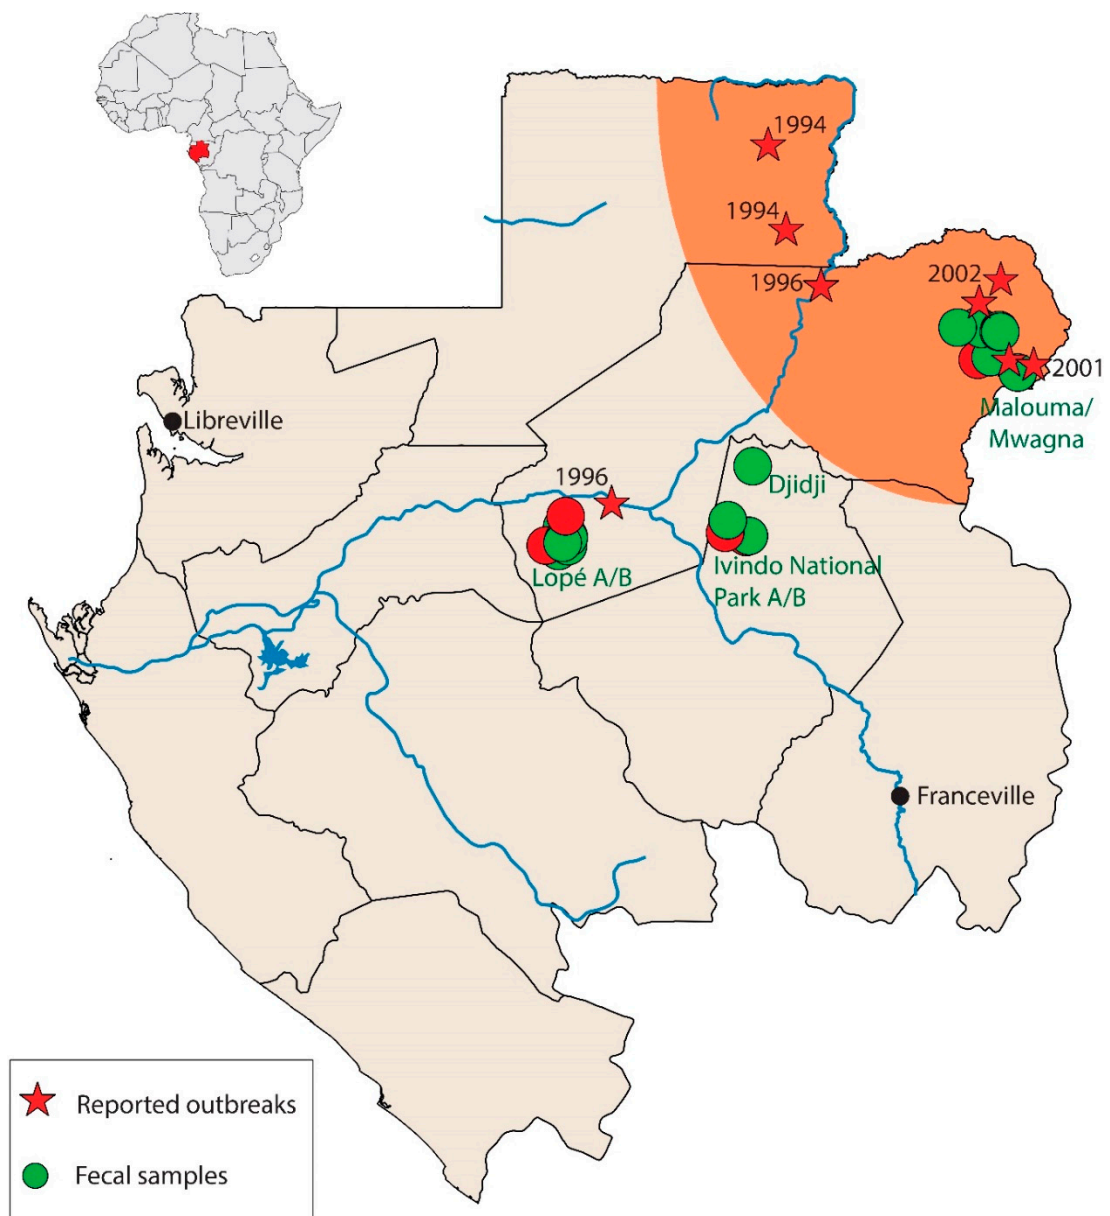 1994
1994
1996
2002
2001
Malouma/
Mwagna
Libreville
1996
Djidji
Lopé A/B
Ivindo National
Park A/B
Franceville
Reported outbreaks
Fecal samples